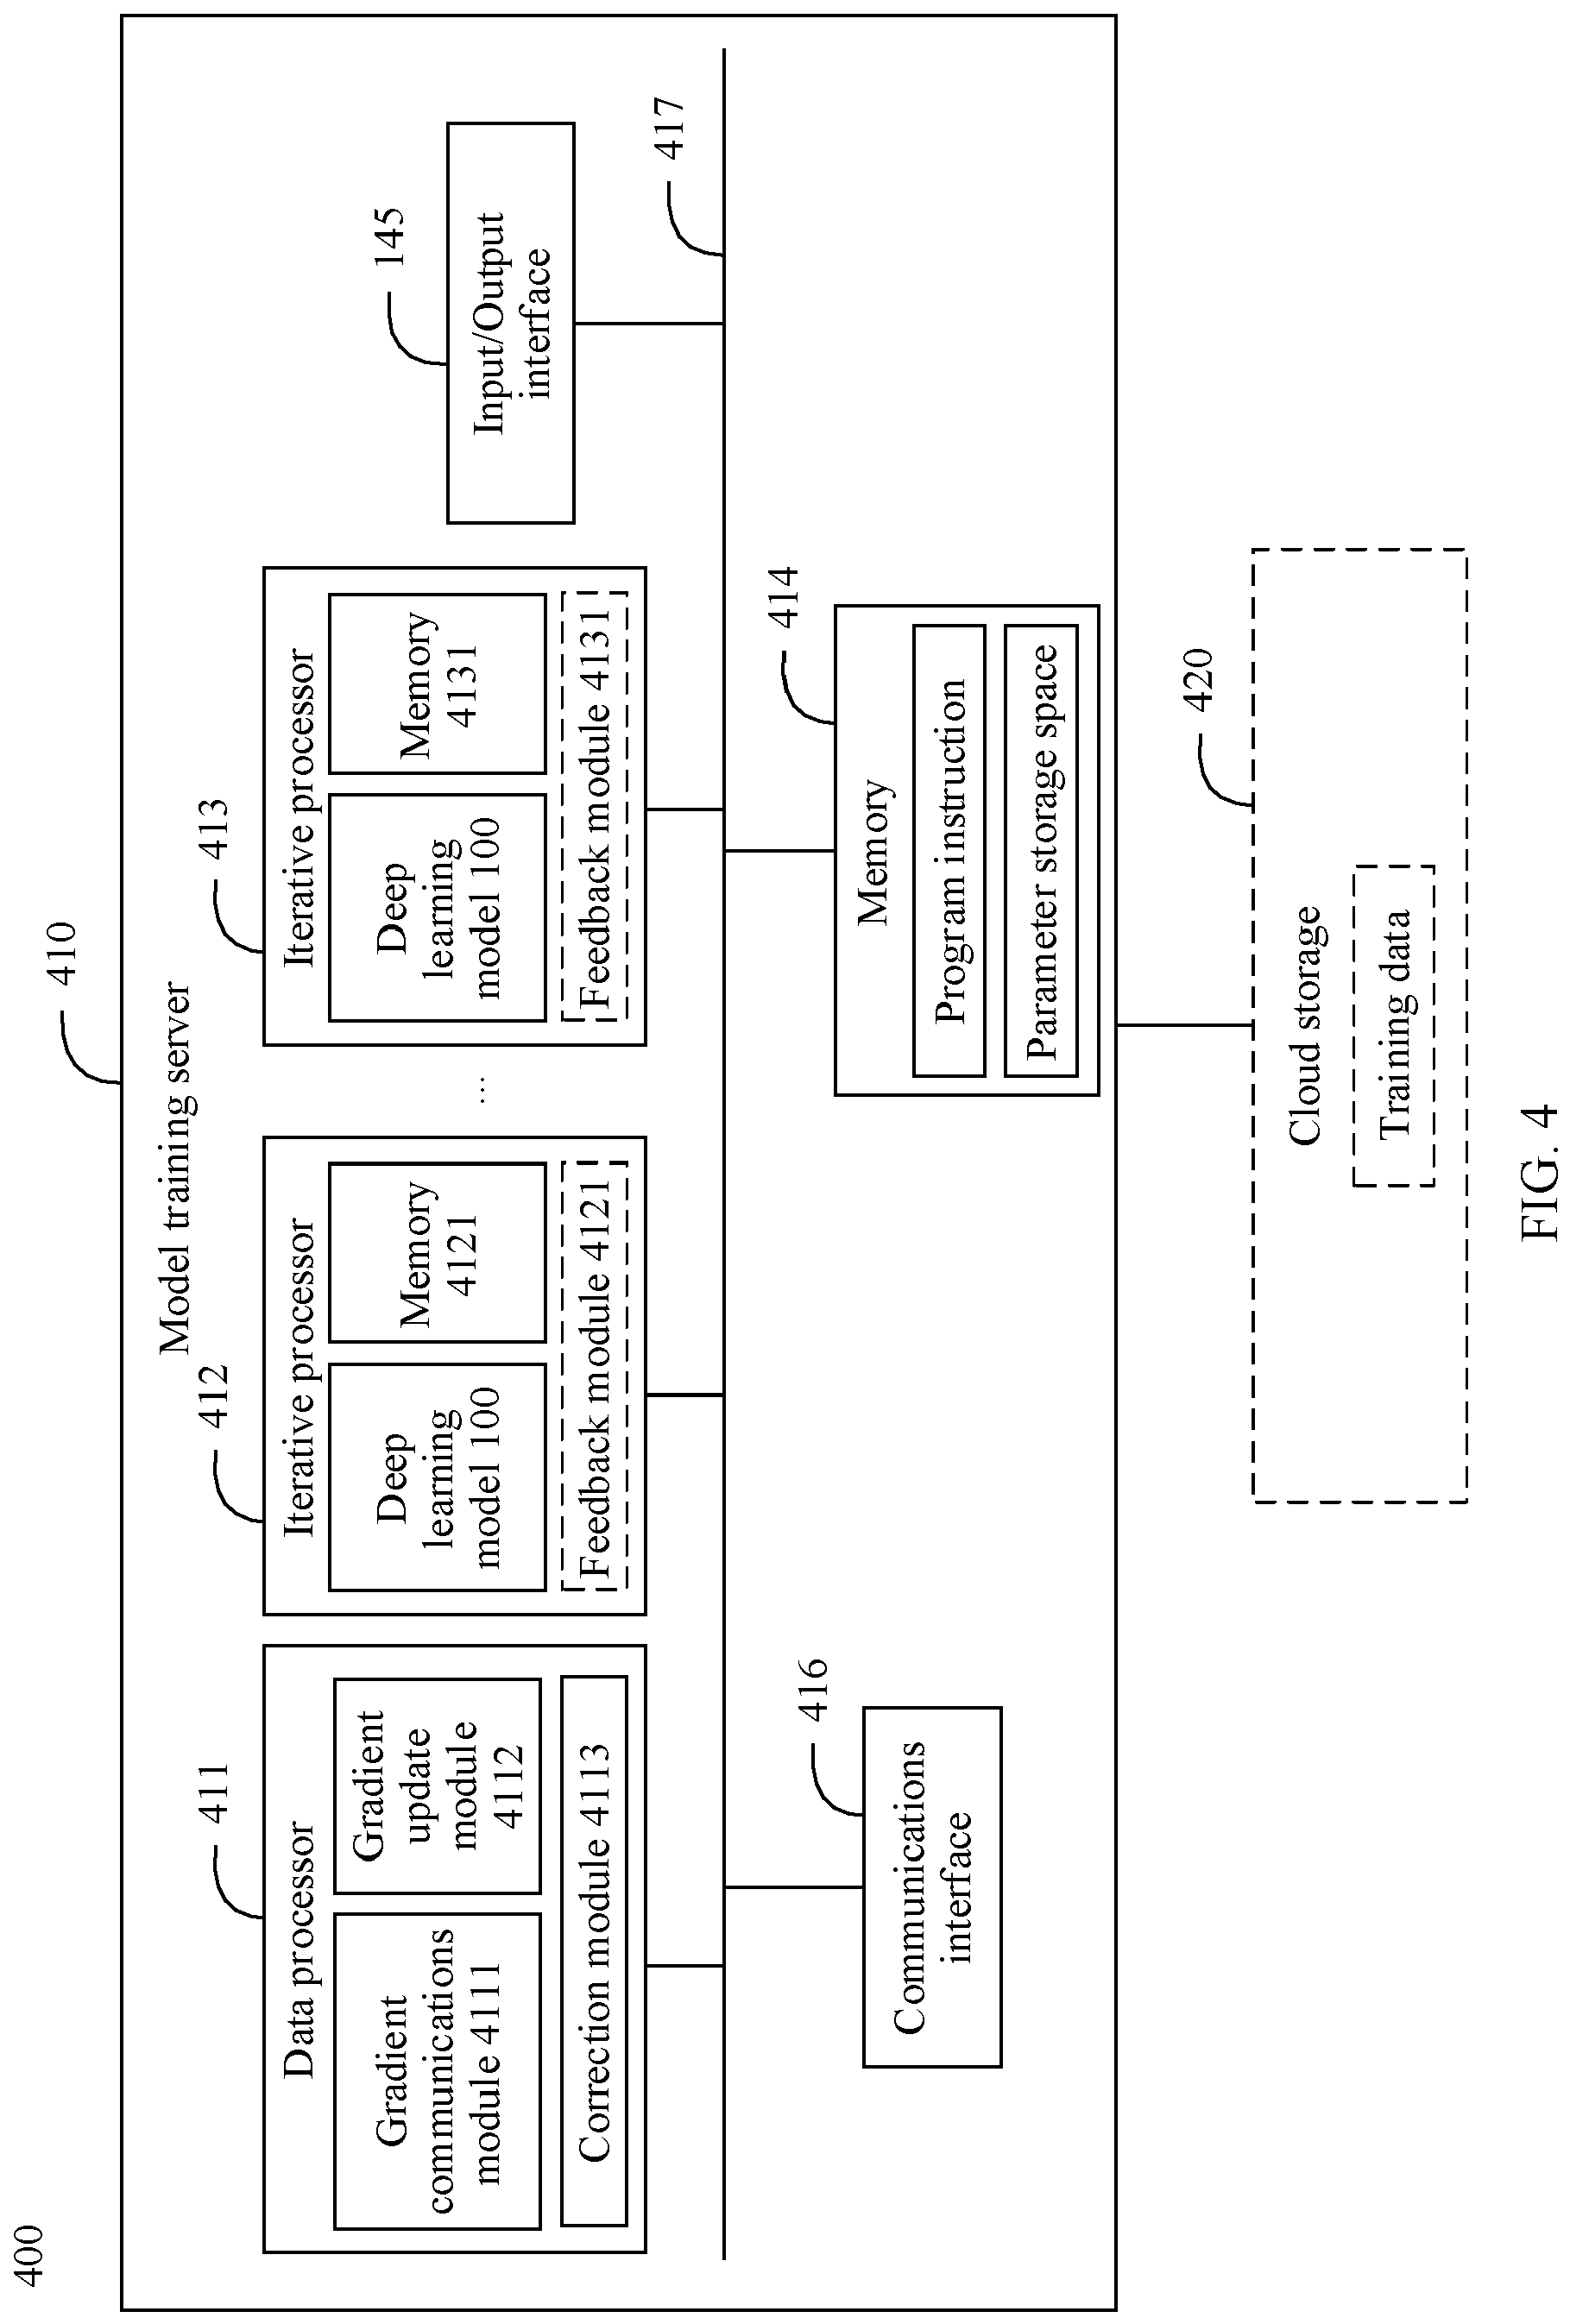 400
410
Model training server
411
Data processor
Gradient
communications
module 4111
Gradient
update
module
4112
Correction module 4113
412
Iterative processor
Deep
learning
model 100
Memory
4121
Feedback module 4121
...
413
Iterative processor
Deep
learning
model 100
Memory
4131
Feedback module 4131
145
Input/Output
interface
417
416
Communications
interface
414
Memory
Program instruction
Parameter storage space
420
Cloud storage
Training data
FIG. 4